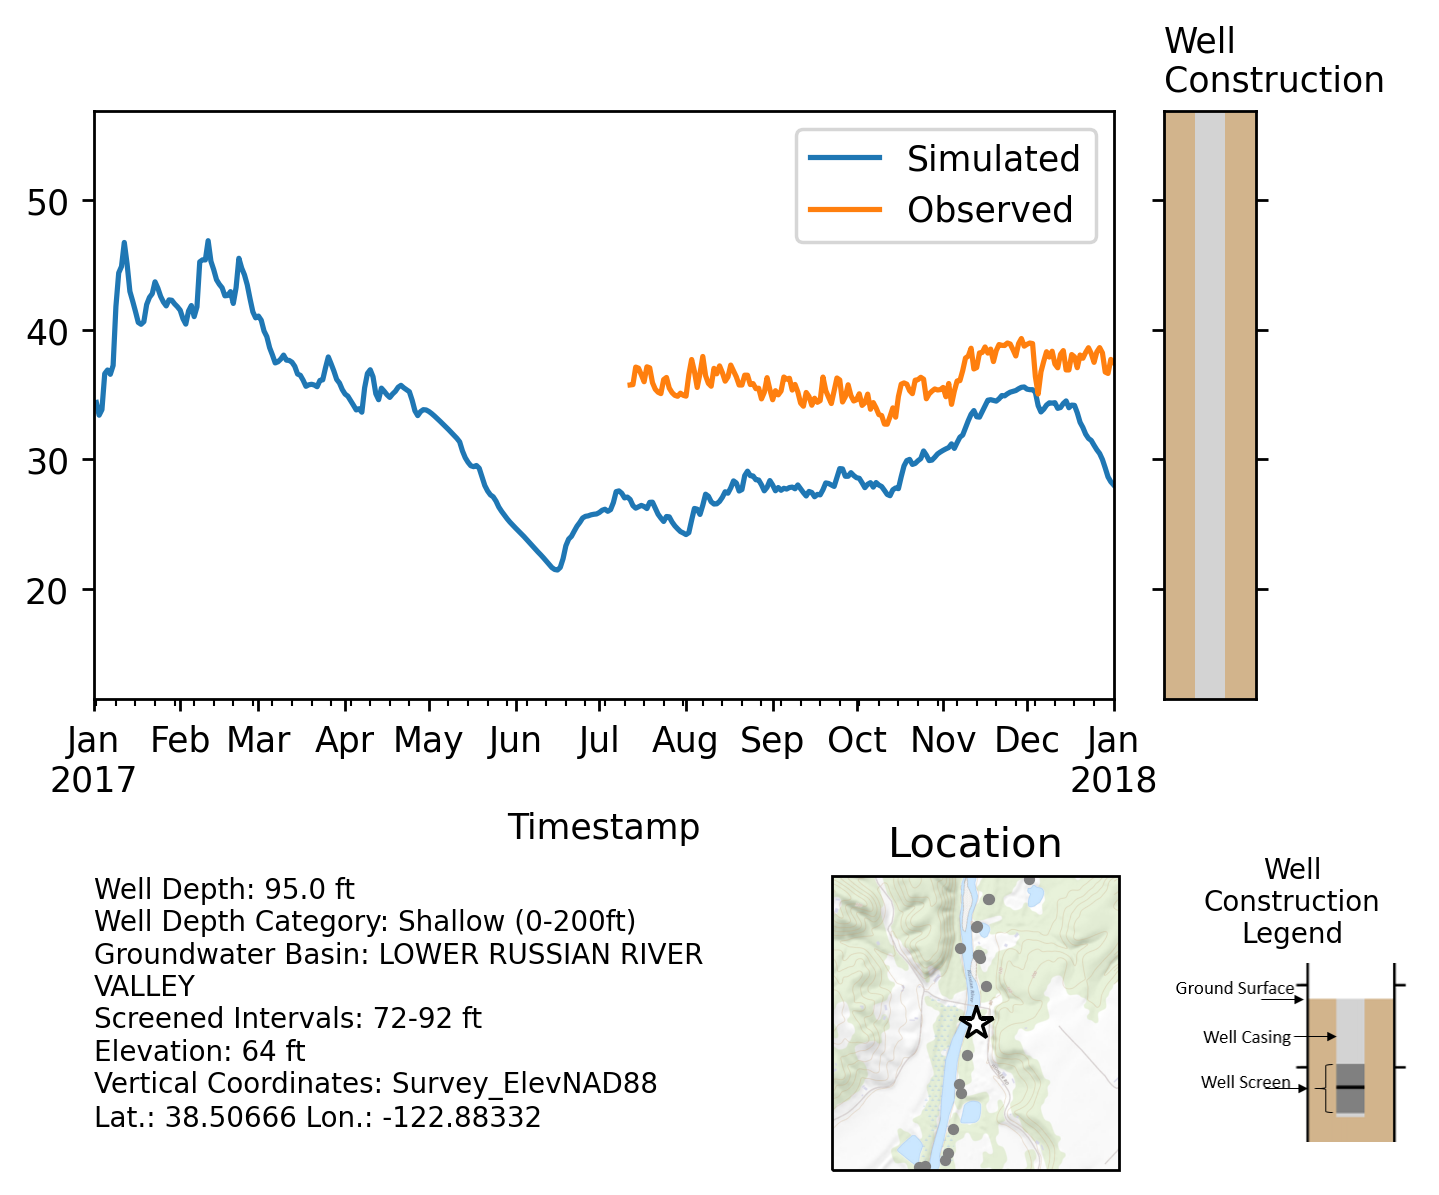 Well
Construction
Simulated
Observed
50
40
30
20
Jan Feb Mar Apr May Jun Jul Aug Sep Oct Nov Dec Jan
2017 2018
Timestamp
Well Depth: 95.0 ft
Well Depth Category: Shallow (0-200ft)
Groundwater Basin: LOWER RUSSIAN RIVER
VALLEY
Screened Intervals: 72-92 ft
Elevation: 64 ft
Vertical Coordinates: Survey_ElevNAD88
Lat.: 38.50666 Lon.: -122.88332
Location
Well
Construction
Legend
Ground Surface
Well Casing
Well Screen